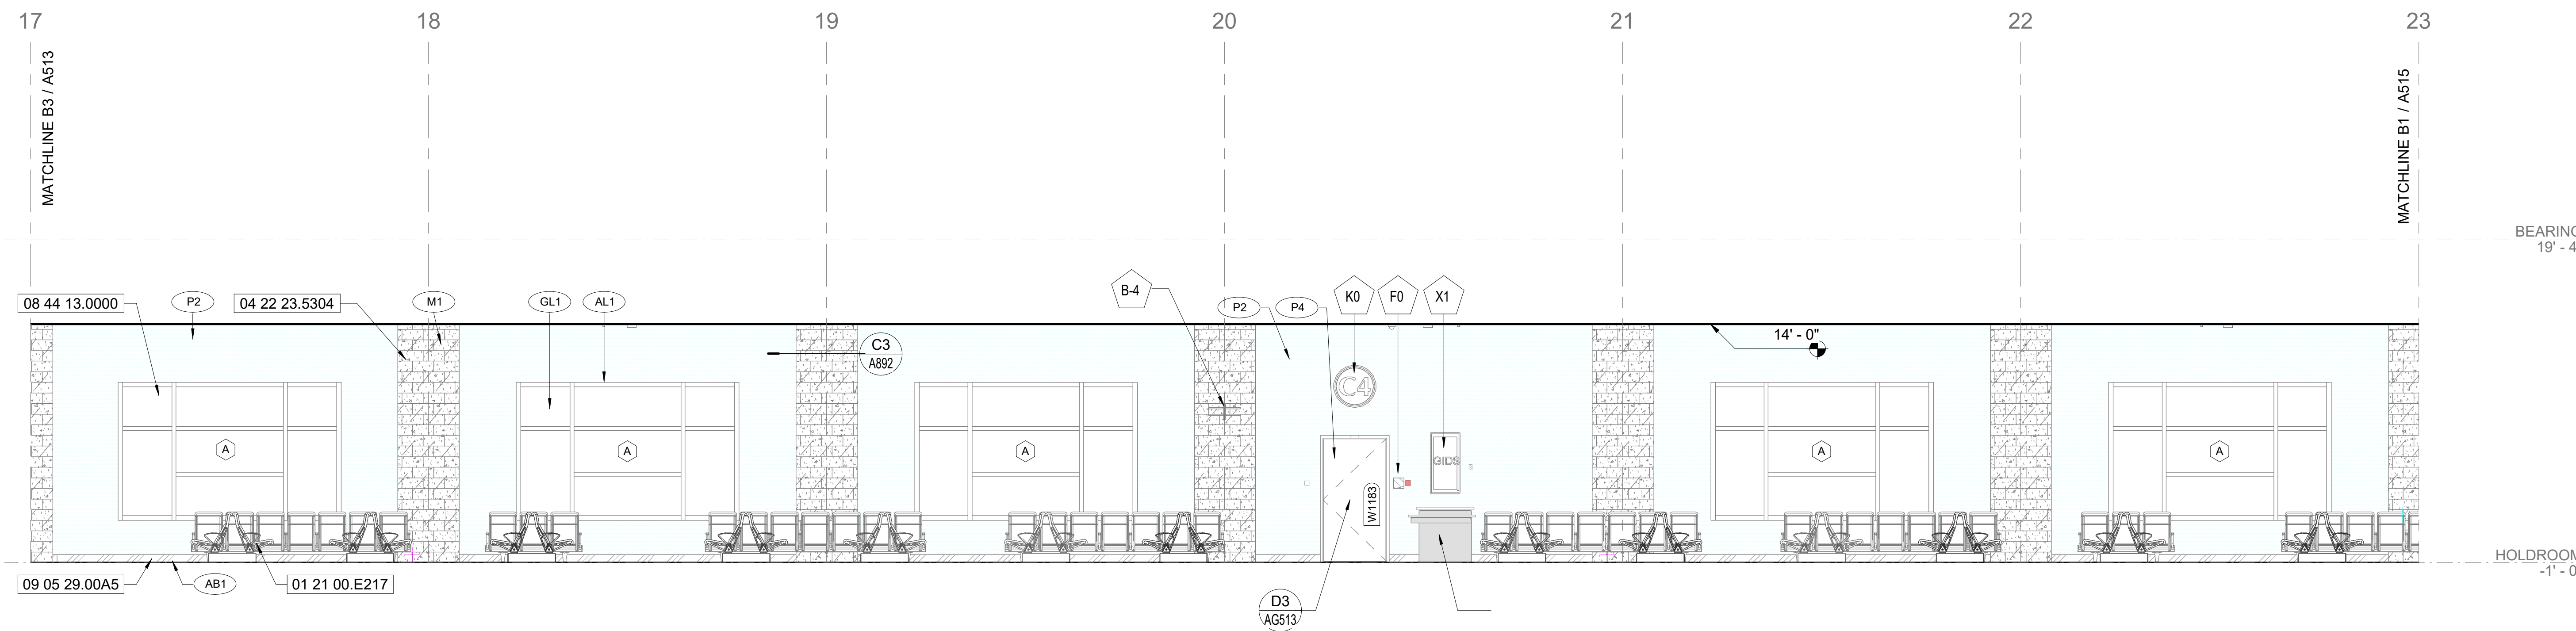 17
18
19
20
21
22
23
MATCHLINE B3 / A513
MATCHLINE B1 / A515
BEARING
19' - 4
08 44 13.0000
P2
04 22 23.5304
M1
GL1
AL1
B-4
P2
P4
K0
F0
X1
14' - 0"
C3
A892
C4
A
A
A
A
A
GIDS
W1183
HOLDROOM
-1' - 0
09 05 29.00A5
AB1
01 21 00.E217
D3
AG513